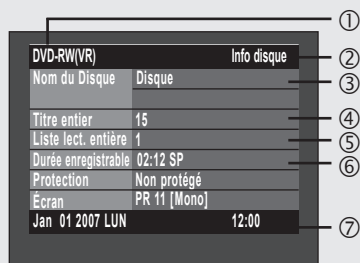 DVD-RW(VR) Info disque
Nom du Disque Disque
Titre entier 15
Liste lect. entière 1
Durée enregistrable 02:12 SP
Protection Non protégé
Écran PR 11 [Mono]
Jan 01 2007 LUN 12:00
①
②
③
④
⑤
⑥
⑦